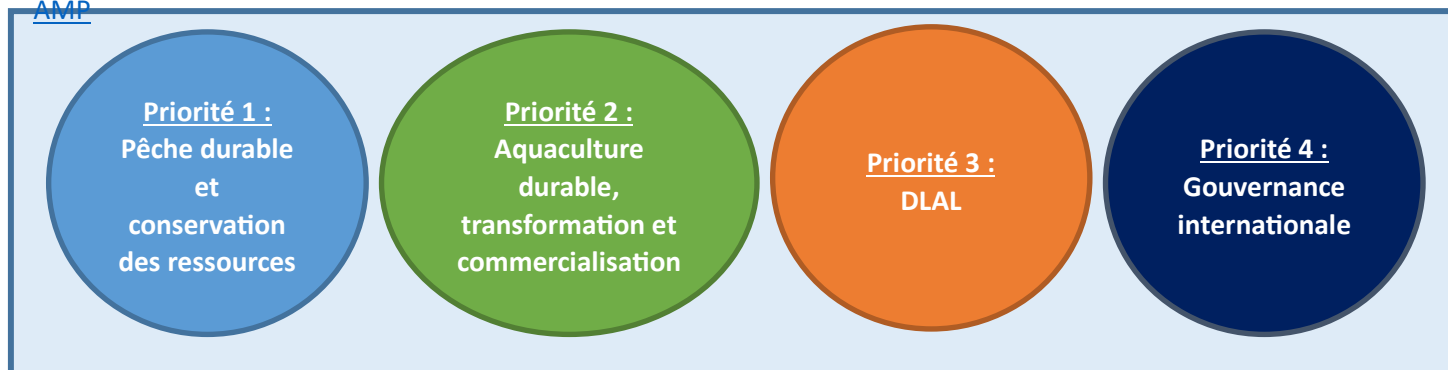 AMP
Priorité 1 :
Pêche durable
et
conservation
des ressources
Priorité 2 :
Aquaculture
durable,
transformation et
commercialisation
Priorité 3 :
DLAL
Priorité 4 :
Gouvernance
internationale